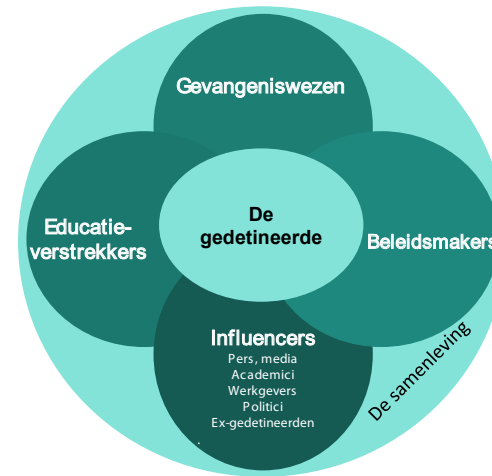 Gevangeniswezen
Educatie-
verstrekkers
De
gedetineerde
Beleidsmakers
Influencers
Pers, media
Academici
Werkgevers
Politici
Ex-gedetineerden
.
De samenleving